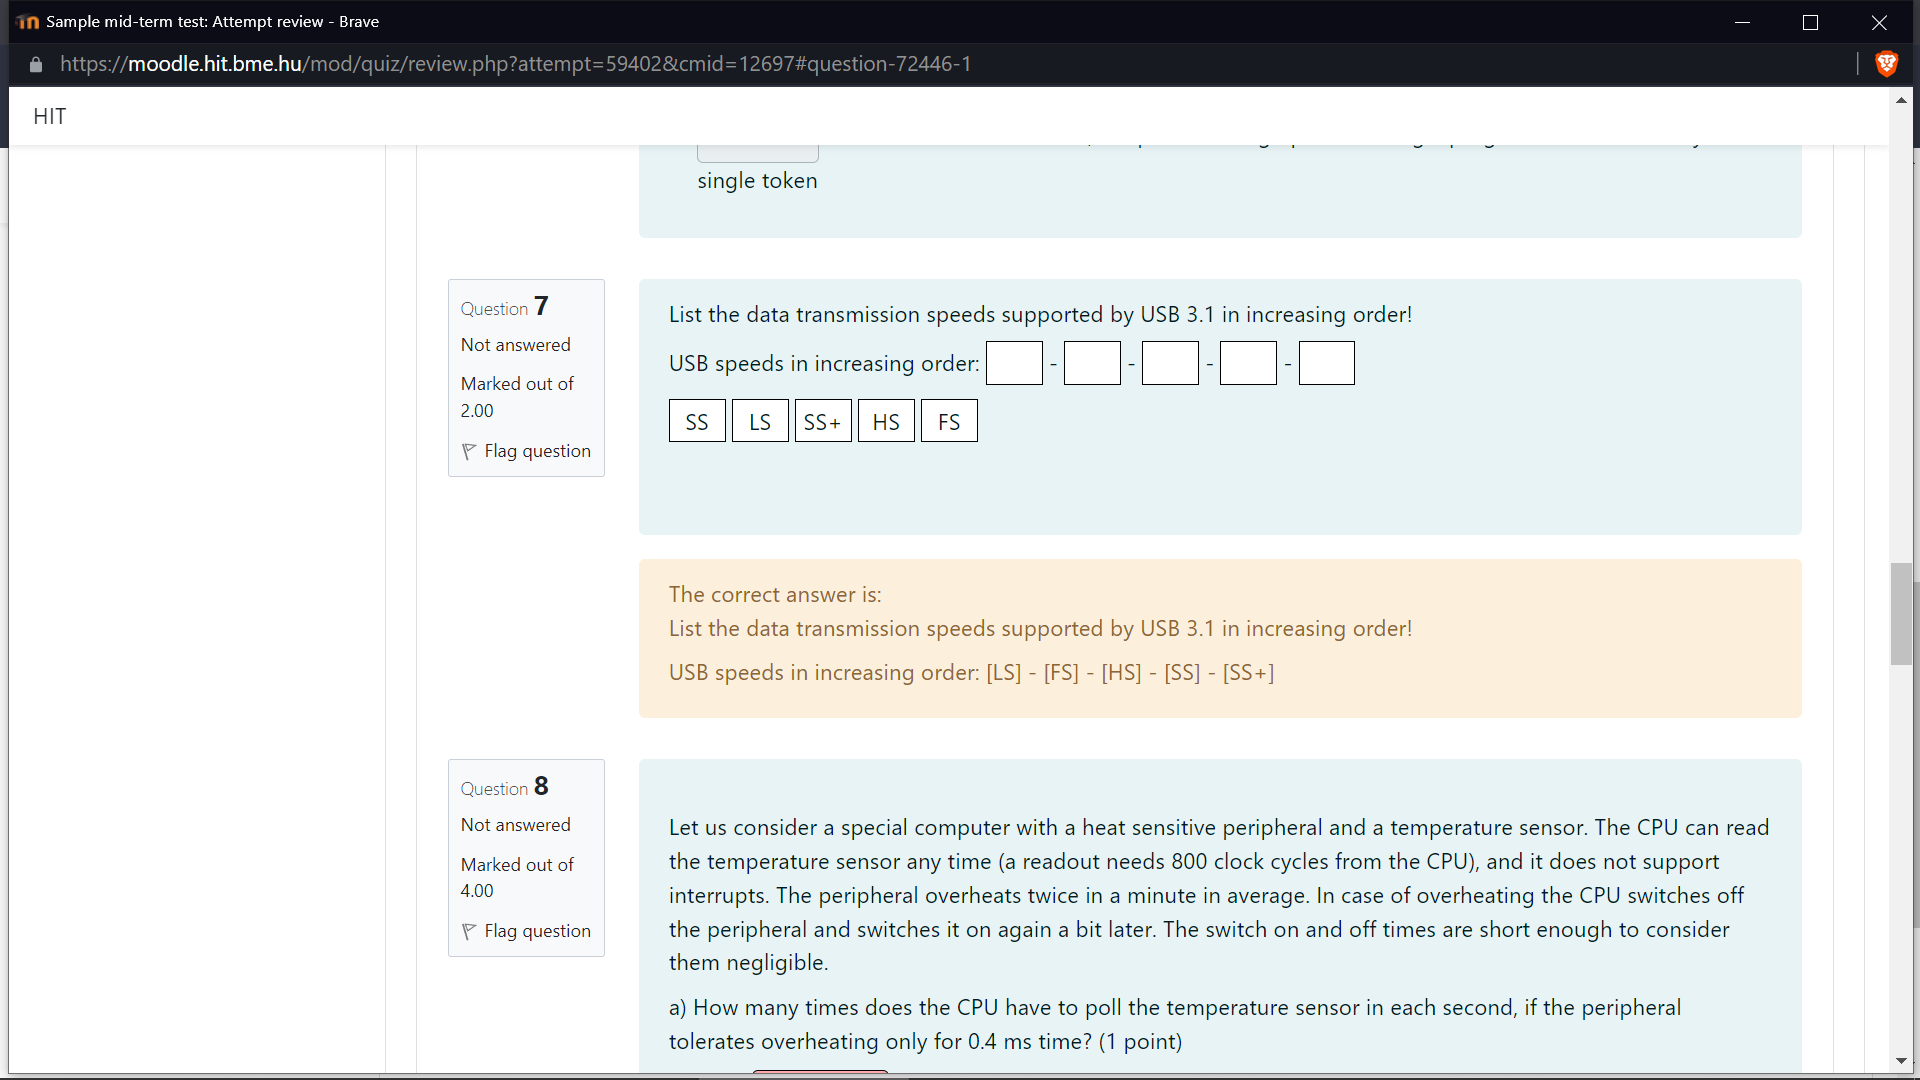 Sample mid-term test: Attempt review - Brave
https://moodle.hit.bme.hu/mod/quiz/review.php?attempt=59402&cmid=12697#question-72446-1
HIT
single token
Question 7
Not answered
Marked out of
2.00
Flag question
List the data transmission speeds supported by USB 3.1 in increasing order!
USB speeds in increasing order: - - - -
SS LS SS+ HS FS
The correct answer is:
List the data transmission speeds supported by USB 3.1 in increasing order!
USB speeds in increasing order: [LS] - [FS] - [HS] - [SS] - [SS+]
Question 8
Not answered
Marked out of
4.00
Flag question
Let us consider a special computer with a heat sensitive peripheral and a temperature sensor. The CPU can read
the temperature sensor any time (a readout needs 800 clock cycles from the CPU), and it does not support
interrupts. The peripheral overheats twice in a minute in average. In case of overheating the CPU switches off
the peripheral and switches it on again a bit later. The switch on and off times are short enough to consider
them negligible.
a) How many times does the CPU have to poll the temperature sensor in each second, if the peripheral
tolerates overheating only for 0.4 ms time? (1 point)